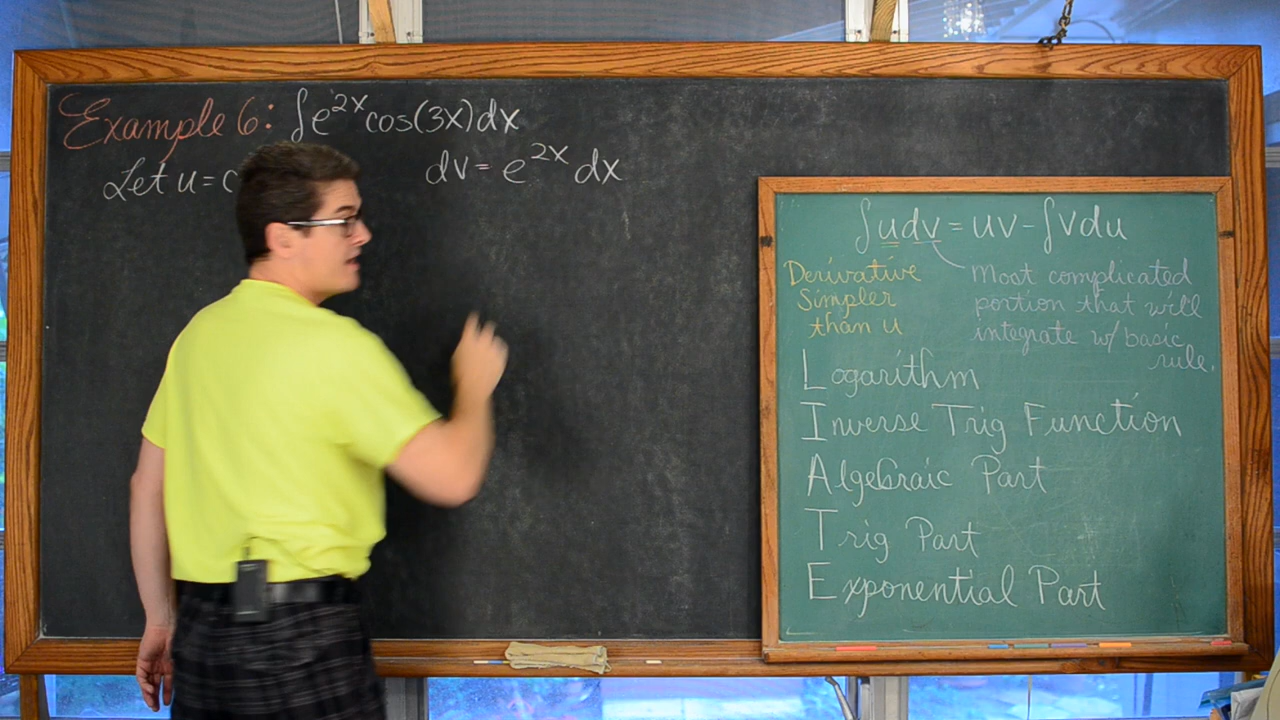 Example 6: ∫e^2x cos(3x)dx
Let u=c
dv=e^2x dx
∫udv=uv-∫vdu
Derivative
Simpler
than u
Most complicated
portion that will
integrate w/ basic
rule.
Logarithm
Inverse Trig Function
Algebraic Part
Trig Part
Exponential Part